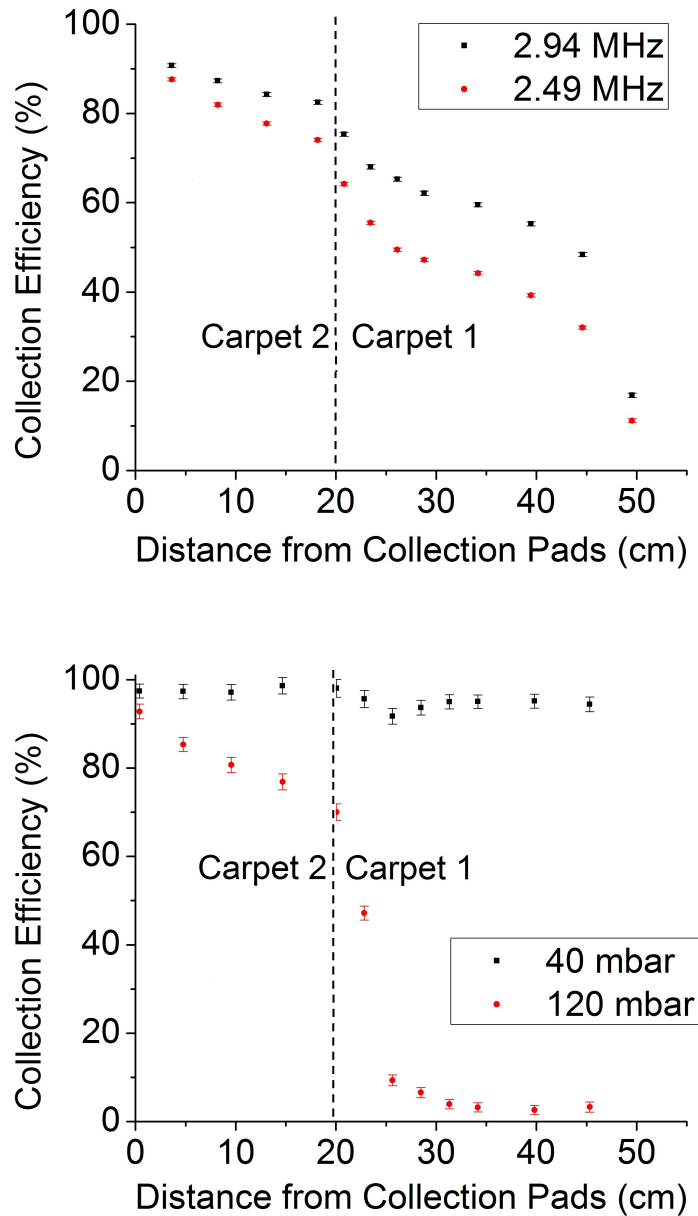 100
80
60
40
20
0
Collection Efficiency (%)
2.94 MHz
2.49 MHz
Carpet 2
Carpet 1
0 10 20 30 40 50
Distance from Collection Pads (cm)
100
80
60
40
20
0
Collection Efficiency (%)
Carpet 2
Carpet 1
40 mbar
120 mbar
0 10 20 30 40 50
Distance from Collection Pads (cm)